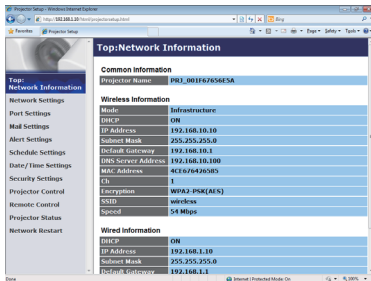 Projector Setup - Windows Internet Explorer
http://192.168.1.10/html/projectorsetup.html
Bing
Favorites
Projector Setup
Page
Safety
Tools
Top:Network Information
Top:
Network Information
Network Settings
Port Settings
Mail Settings
Alert Settings
Schedule Settings
Date/Time Settings
Security Settings
Projector Control
Remote Control
Projector Status
Network Restart
Common Information
Projector Name PRJ_001F67656E5A
Wireless Information
Mode Infrastructure
DHCP ON
IP Address 192.168.10.10
Subnet Mask 255.255.255.0
Default Gateway 192.168.10.1
DNS Server Address 192.168.10.100
MAC Address 4CE676426585
Ch 1
Encryption WPA2-PSK(AES)
SSID wireless
Speed 54 Mbps
Wired Information
DHCP ON
IP Address 192.168.1.10
Subnet Mask 255.255.255.0
Default Gateway 192.168.1.1
Done
Internet | Protected Mode: On
100%